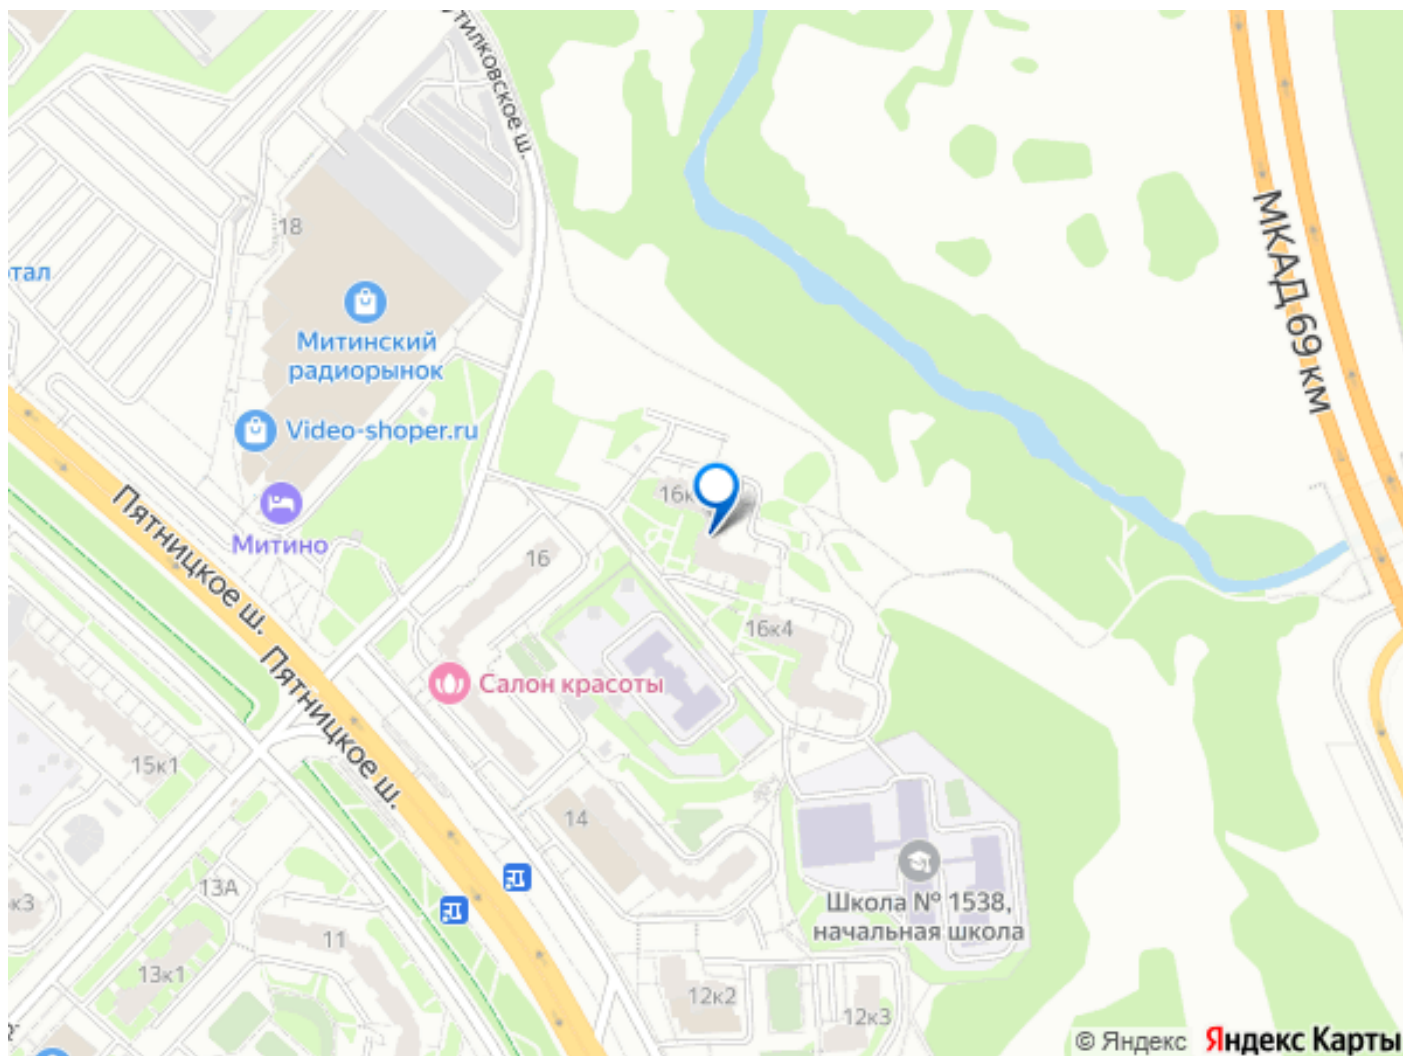 тилковское ш.
18
тал
МКАД 69 км
Митинский
радиорынок
Video-shoper.ru
16к
Митино
Пятницкое ш.
16
16к4
Пятницкое ш.
Салон красоты
15к1
14
13А
к3
Школа № 1538,
начальная школа
11
13к1
12к2
12к3
© Яндекс Яндекс Карты